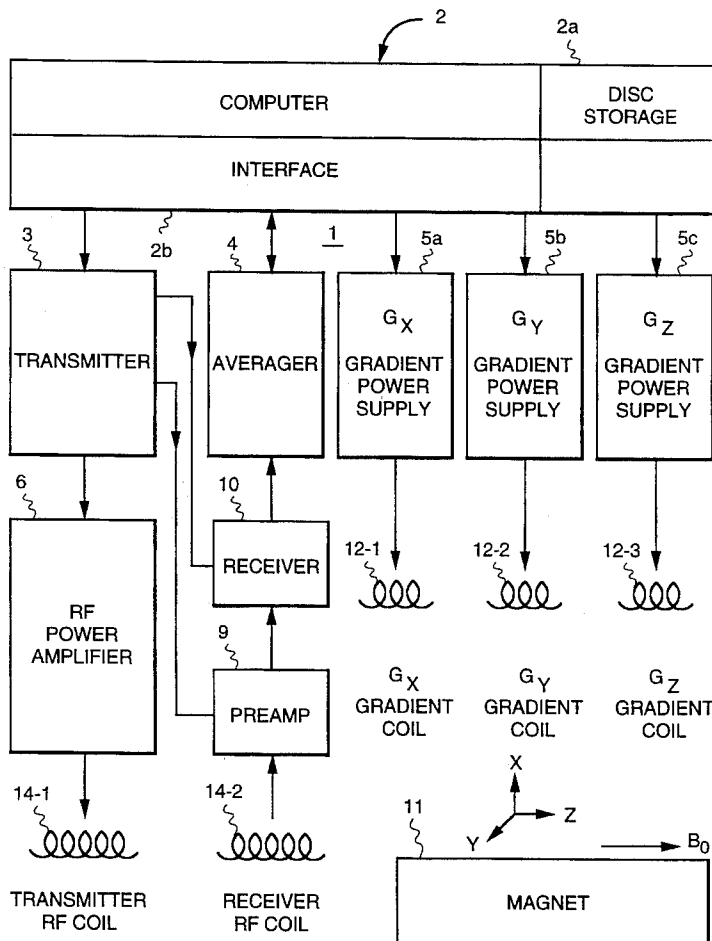 2
2a
COMPUTER
DISC
STORAGE
INTERFACE
3
2b
4
1
5a
5b
5c
TRANSMITTER
AVERAGER
GX
GRADIENT
POWER
SUPPLY
GY
GRADIENT
POWER
SUPPLY
GZ
GRADIENT
POWER
SUPPLY
6
10
RF
POWER
AMPLIFIER
RECEIVER
12-1
12-2
12-3
9
PREAMP
GX
GRADIENT
COIL
GY
GRADIENT
COIL
GZ
GRADIENT
COIL
14-1
14-2
TRANSMITTER
RF COIL
RECEIVER
RF COIL
X
Z
Y
11
B0
MAGNET